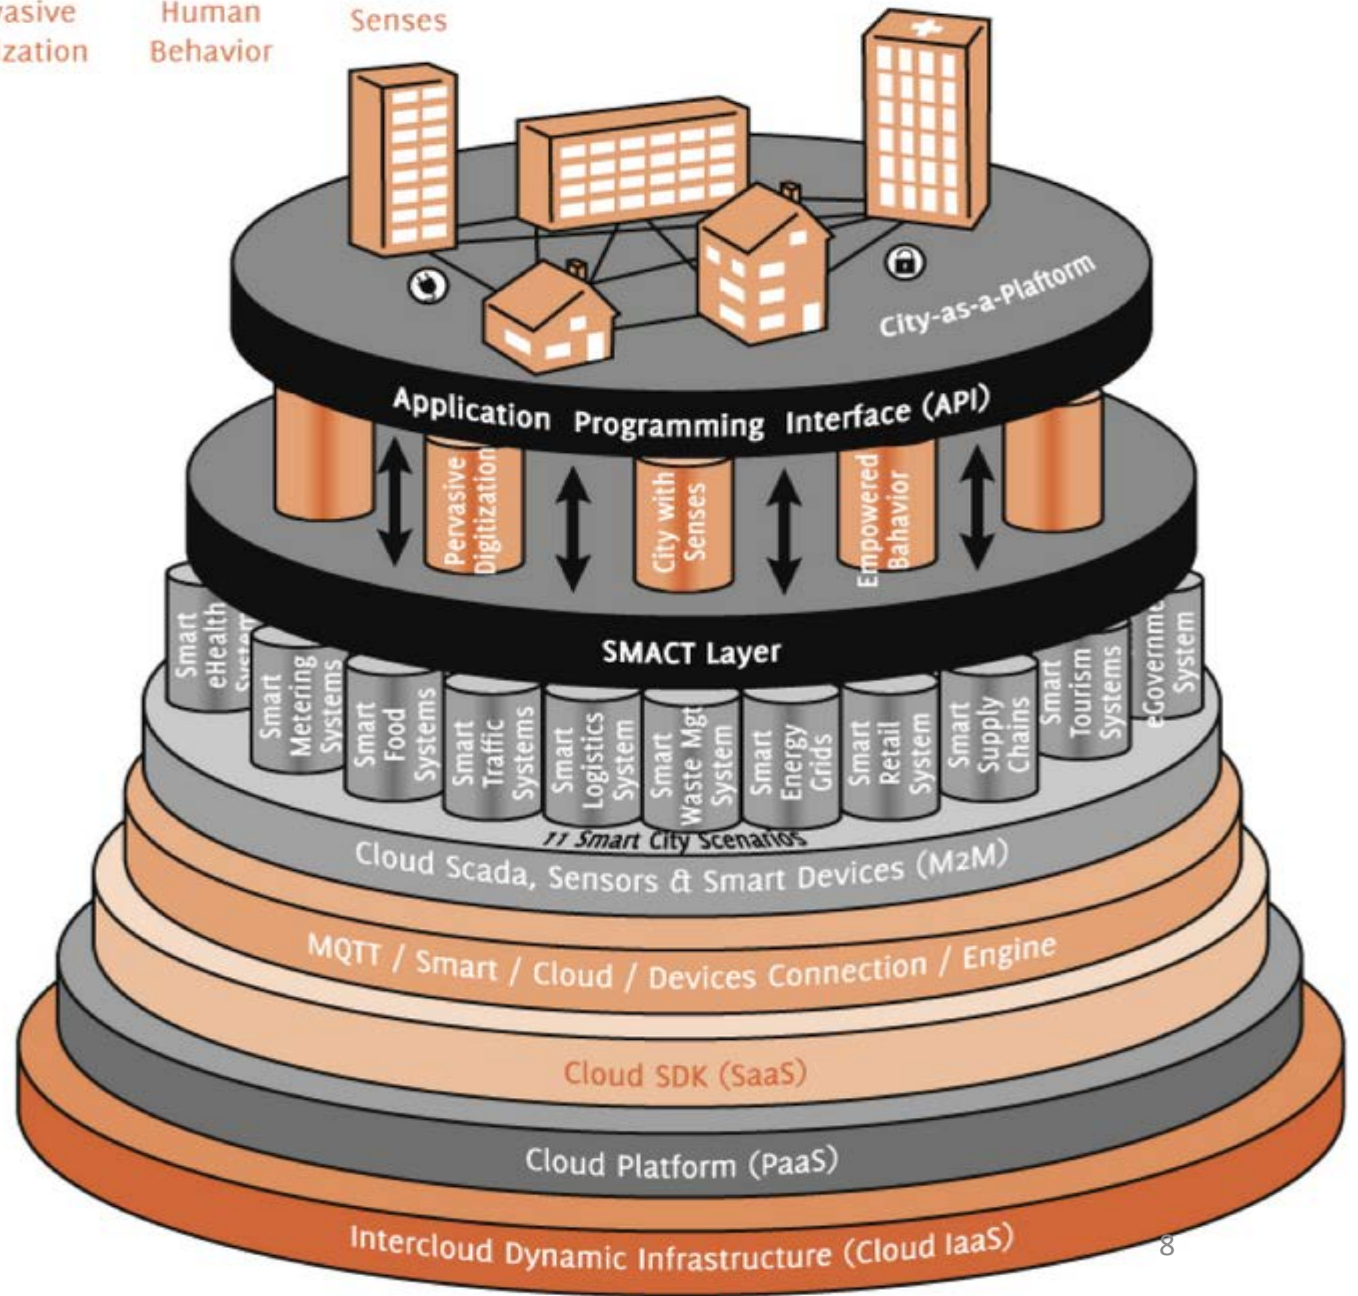 Human
Behavior
Senses
City-as-a-Plaftorm
Application Programming Interface (API)
Pervasive
Digitization
City with
Senses
Empowered
Bahavior
SMACT Layer
Smart
eHealth
Smart
Metering
Systems
Smart
Food
Systems
Smart
Traffic
Systems
Smart
Logistics
System
Smart
Waste Mgt
System
Smart
Energy
Grids
Smart
Retail
System
Smart
Supply
Chains
Smart
Tourism
Systems
System
11 Smart City Scenarios
Cloud Scada, Sensors & Smart Devices (M2M)
MQTT / Smart / Cloud / Devices Connection / Engine
Cloud SDK (SaaS)
Cloud Platform (PaaS)
Intercloud Dynamic Infrastructure (Cloud IaaS)
8